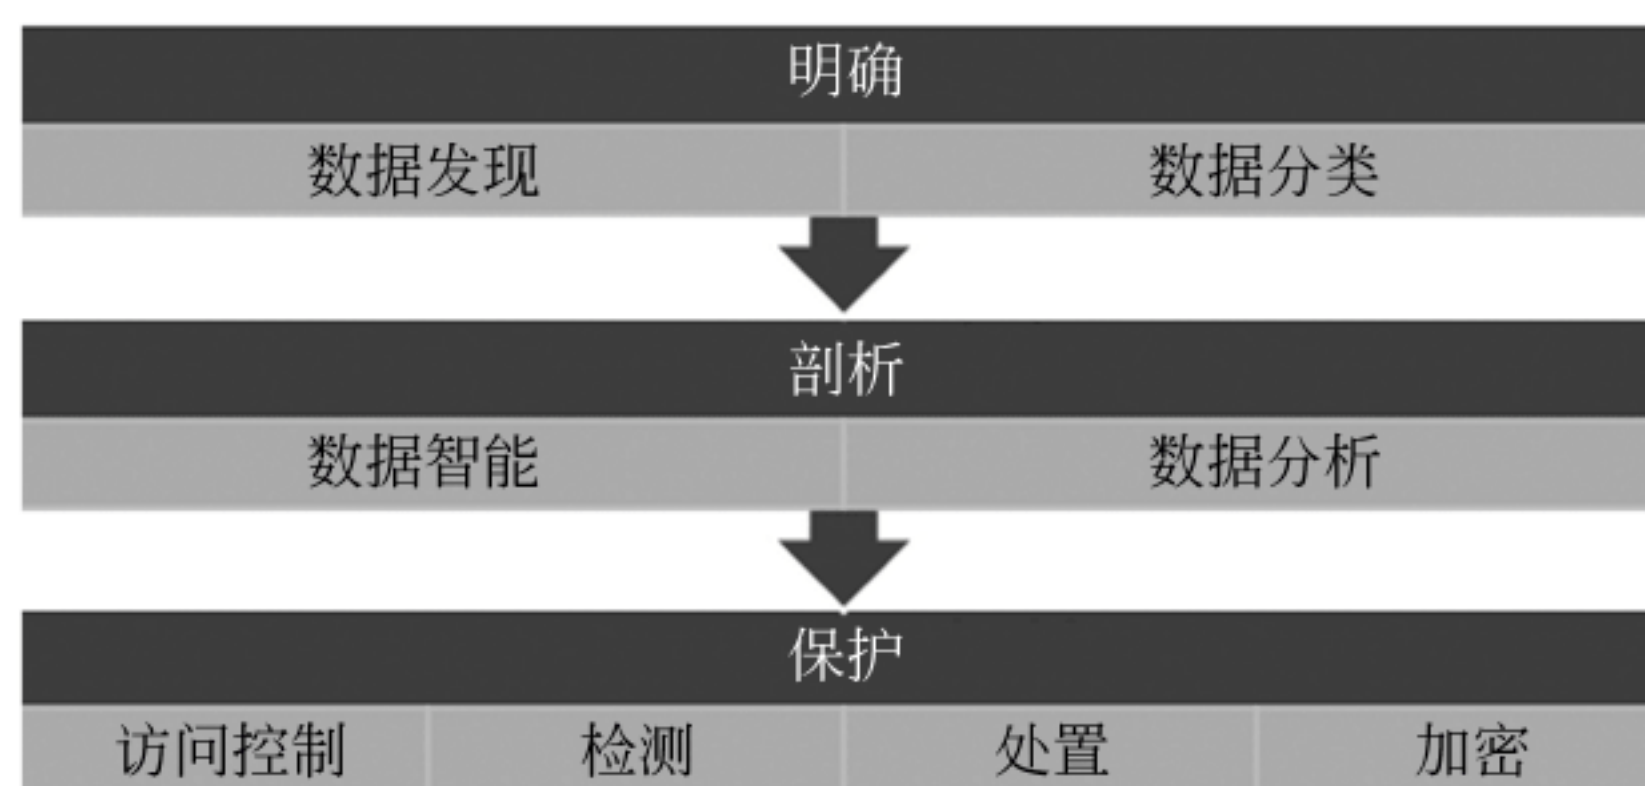 明确
数据发现 数据分类
剖析
数据智能 数据分析
保护
访问控制 检测 处置 加密